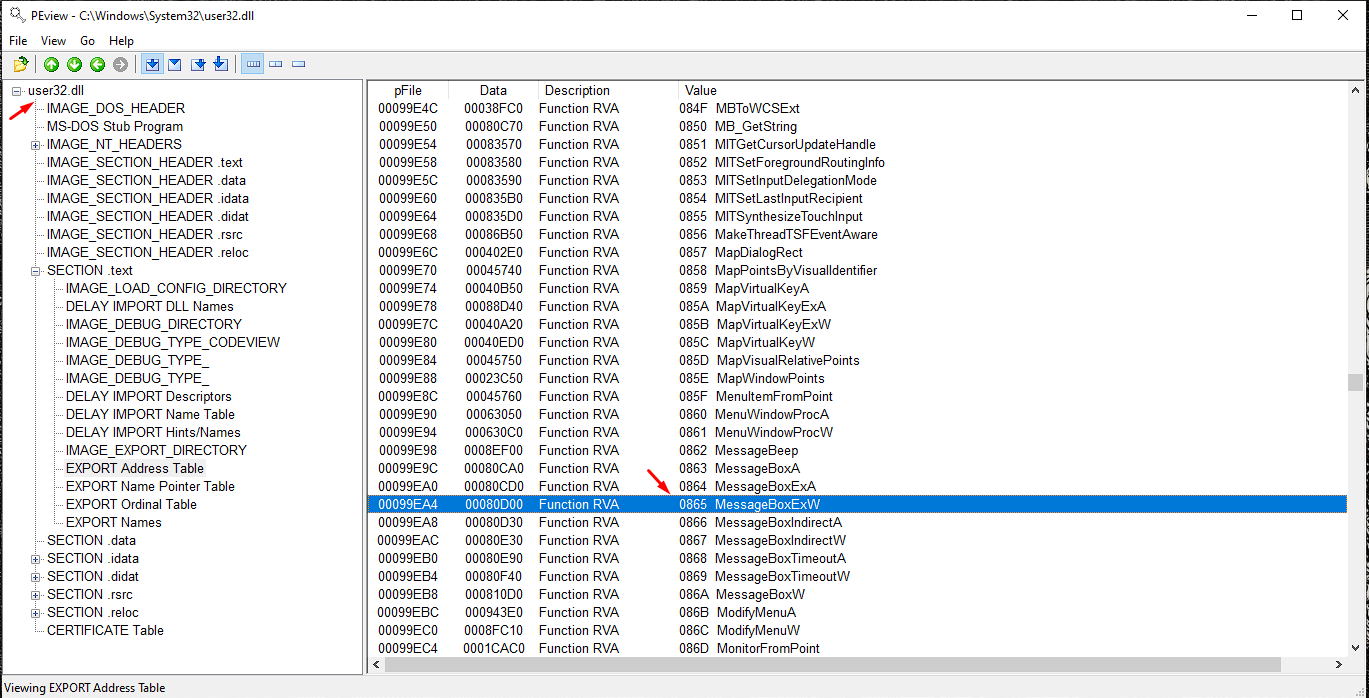 PEview - C:\Windows\System32\user32.dll
File View Go Help
user32.dll
IMAGE_DOS_HEADER
MS-DOS Stub Program
IMAGE_NT_HEADERS
IMAGE_SECTION_HEADER .text
IMAGE_SECTION_HEADER .data
IMAGE_SECTION_HEADER .idata
IMAGE_SECTION_HEADER .didat
IMAGE_SECTION_HEADER .rsrc
IMAGE_SECTION_HEADER .reloc
SECTION .text
IMAGE_LOAD_CONFIG_DIRECTORY
DELAY IMPORT DLL Names
IMAGE_DEBUG_DIRECTORY
IMAGE_DEBUG_TYPE_CODEVIEW
IMAGE_DEBUG_TYPE_
IMAGE_DEBUG_TYPE_
DELAY IMPORT Descriptors
DELAY IMPORT Name Table
DELAY IMPORT Hints/Names
IMAGE_EXPORT_DIRECTORY
EXPORT Address Table
EXPORT Name Pointer Table
EXPORT Ordinal Table
EXPORT Names
SECTION .data
SECTION .idata
SECTION .didat
SECTION .rsrc
SECTION .reloc
CERTIFICATE Table
pFile Data Description Value
00099E4C 00038FC0 Function RVA 084F MBToWCSExt
00099E50 00080C70 Function RVA 0850 MB_GetString
00099E54 00083570 Function RVA 0851 MITGetCursorUpdateHandle
00099E58 00083580 Function RVA 0852 MITSetForegroundRoutingInfo
00099E5C 00083590 Function RVA 0853 MITSetInputDelegationMode
00099E60 000835B0 Function RVA 0854 MITSetLastInputRecipient
00099E64 000835D0 Function RVA 0855 MITSynthesizeTouchInput
00099E68 00086B50 Function RVA 0856 MakeThreadTSFEventAware
00099E6C 000402E0 Function RVA 0857 MapDialogRect
00099E70 00045740 Function RVA 0858 MapPointsByVisualIdentifier
00099E74 00040B50 Function RVA 0859 MapVirtualKeyA
00099E78 00088D40 Function RVA 085A MapVirtualKeyExA
00099E7C 00040A20 Function RVA 085B MapVirtualKeyExW
00099E80 00040ED0 Function RVA 085C MapVirtualKeyW
00099E84 00045750 Function RVA 085D MapVisualRelativePoints
00099E88 00023C50 Function RVA 085E MapWindowPoints
00099E8C 00045760 Function RVA 085F MenuItemFromPoint
00099E90 00063050 Function RVA 0860 MenuWindowProcA
00099E94 000630C0 Function RVA 0861 MenuWindowProcW
00099E98 0008EF00 Function RVA 0862 MessageBeep
00099E9C 00080CA0 Function RVA 0863 MessageBoxA
00099EA0 00080CD0 Function RVA 0864 MessageBoxExA
00099EA4 00080D00 Function RVA 0865 MessageBoxExW
00099EA8 00080D30 Function RVA 0866 MessageBoxIndirectA
00099EAC 00080E30 Function RVA 0867 MessageBoxIndirectW
00099EB0 00080E90 Function RVA 0868 MessageBoxTimeoutA
00099EB4 00080F40 Function RVA 0869 MessageBoxTimeoutW
00099EB8 000810D0 Function RVA 086A MessageBoxW
00099EBC 000943E0 Function RVA 086B ModifyMenuA
00099EC0 0008FC10 Function RVA 086C ModifyMenuW
00099EC4 0001CAC0 Function RVA 086D MonitorFromPoint
Viewing EXPORT Address Table